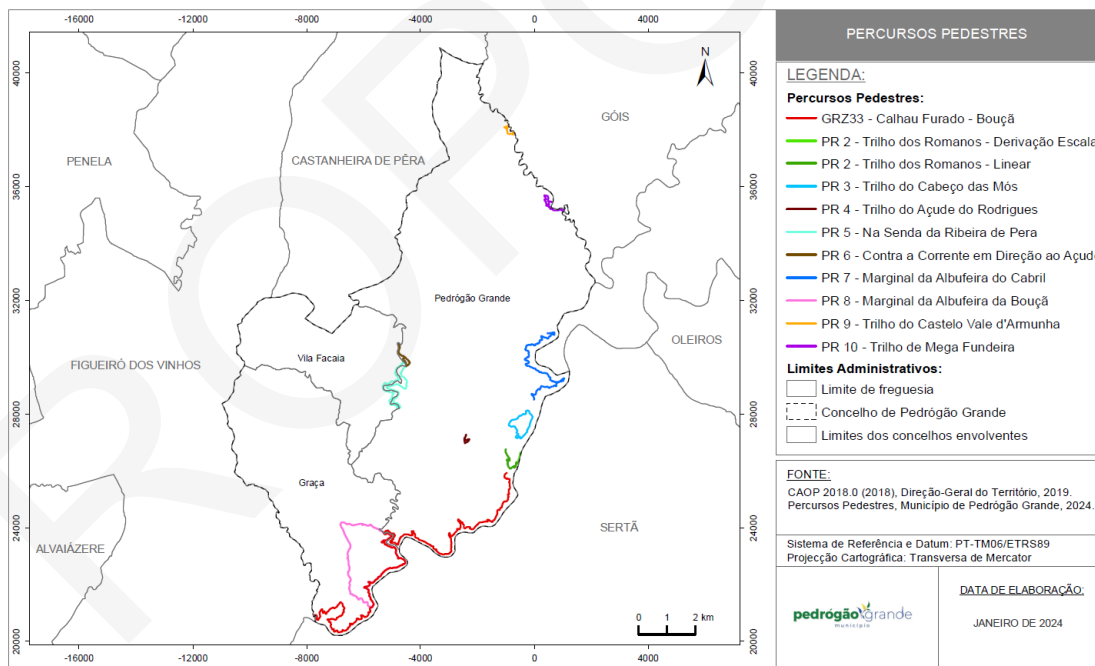 -16000 -12000 -8000 -4000 0 4000
PERCURSOS PEDESTRES
N
40000 40000
GÓIS
PENELA
CASTANHEIRA DE PÊRA
36000 36000
32000 32000
Pedrógão Grande
OLEIROS
Vila Facaia
FIGUEIRÓ DOS VINHOS
28000 28000
Graça
24000 24000
SERTÃ
ALVAIÁZERE
20000 20000
0 1 2 km
-16000 -12000 -8000 -4000 0 4000
LEGENDA:
Percursos Pedestres:
GRZ33 - Calhau Furado - Bouçã
PR 2 - Trilho dos Romanos - Derivação Escala
PR 2 - Trilho dos Romanos - Linear
PR 3 - Trilho do Cabeço das Mós
PR 4 - Trilho do Açude do Rodrigues
PR 5 - Na Senda da Ribeira de Pera
PR 6 - Contra a Corrente em Direção ao Açude
PR 7 - Marginal da Albufeira do Cabril
PR 8 - Marginal da Albufeira da Bouçã
PR 9 - Trilho do Castelo Vale d'Armunha
PR 10 - Trilho de Mega Fundeira
Limites Administrativos:
Limite de freguesia
Concelho de Pedrógão Grande
Limites dos concelhos envolventes
FONTE:
CAOP 2018.0 (2018), Direção-Geral do Território, 2019.
Percursos Pedestres, Município de Pedrógão Grande, 2024.
Sistema de Referência e Datum: PT-TM06/ETRS89
Projecção Cartográfica: Transversa de Mercator
pedrógão grande
município
DATA DE ELABORAÇÃO:
JANEIRO DE 2024